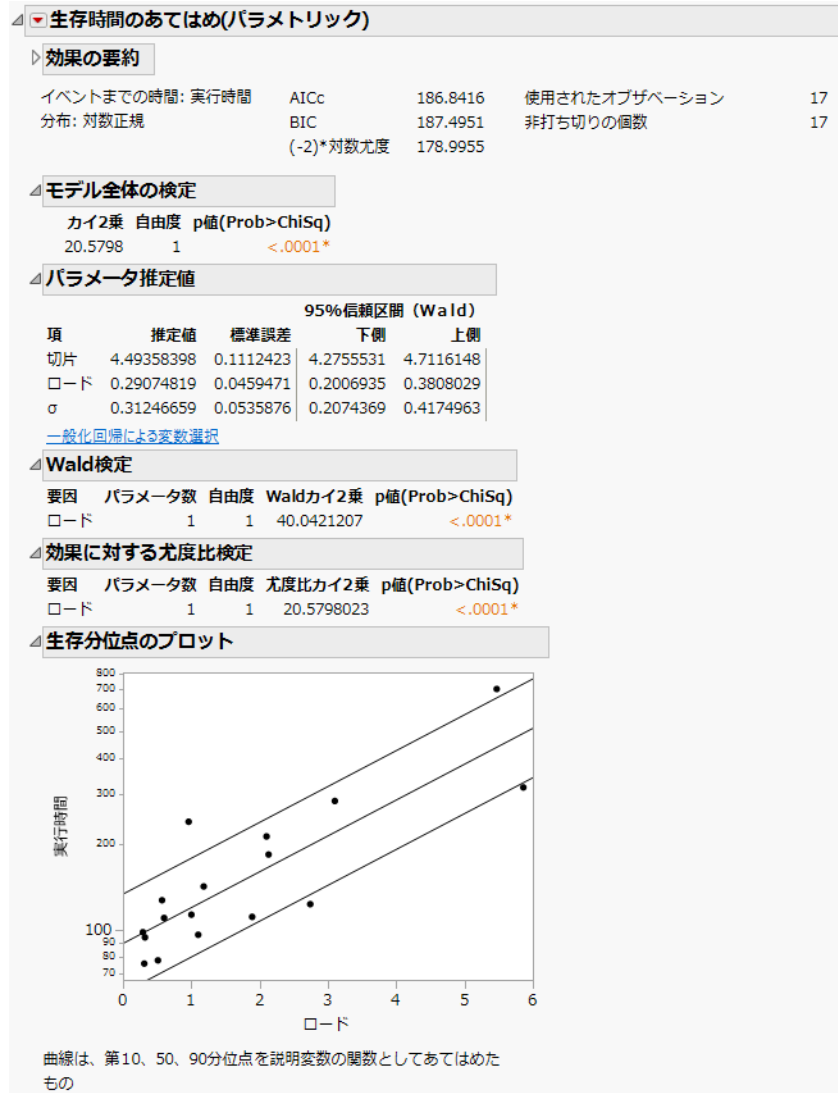 生存時間のあてはめ(パラメトリック)
効果の要約
イベントまでの時間: 実行時間 AICc 186.8416 使用されたオブザベーション 17
分布: 対数正規 BIC 187.4951 非打ち切りの個数 17
(-2)*対数尤度 178.9955
モデル全体の検定
カイ2乗 自由度 p値(Prob>ChiSq)
20.5798 1 <.0001*
パラメータ推定値
95%信頼区間（Wald）
項 推定値 標準誤差 下側 上側
切片 4.49358398 0.1112423 4.2755531 4.7116148
ロード 0.29074819 0.0459471 0.2006935 0.3808029
σ 0.31246659 0.0535876 0.2074369 0.4174963
一般化回帰による変数選択
Wald検定
要因 パラメータ数 自由度 Waldカイ2乗 p値(Prob>ChiSq)
ロード 1 1 40.0421207 <.0001*
効果に対する尤度比検定
要因 パラメータ数 自由度 尤度比カイ2乗 p値(Prob>ChiSq)
ロード 1 1 20.5798023 <.0001*
生存分位点のプロット
800
700
600
500
400
300
200
100
90
80
70
実行時間
0 1 2 3 4 5 6
ロード
曲線は、第10、50、90分位点を説明変数の関数としてあてはめた
もの